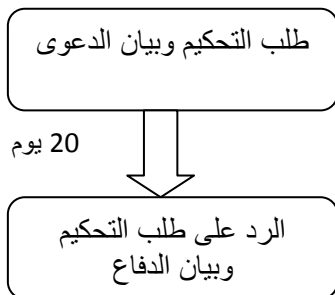 طلب التحكيم وبيان الدعوى
20 يوم
الرد على طلب التحكيم
وبيان الدفاع